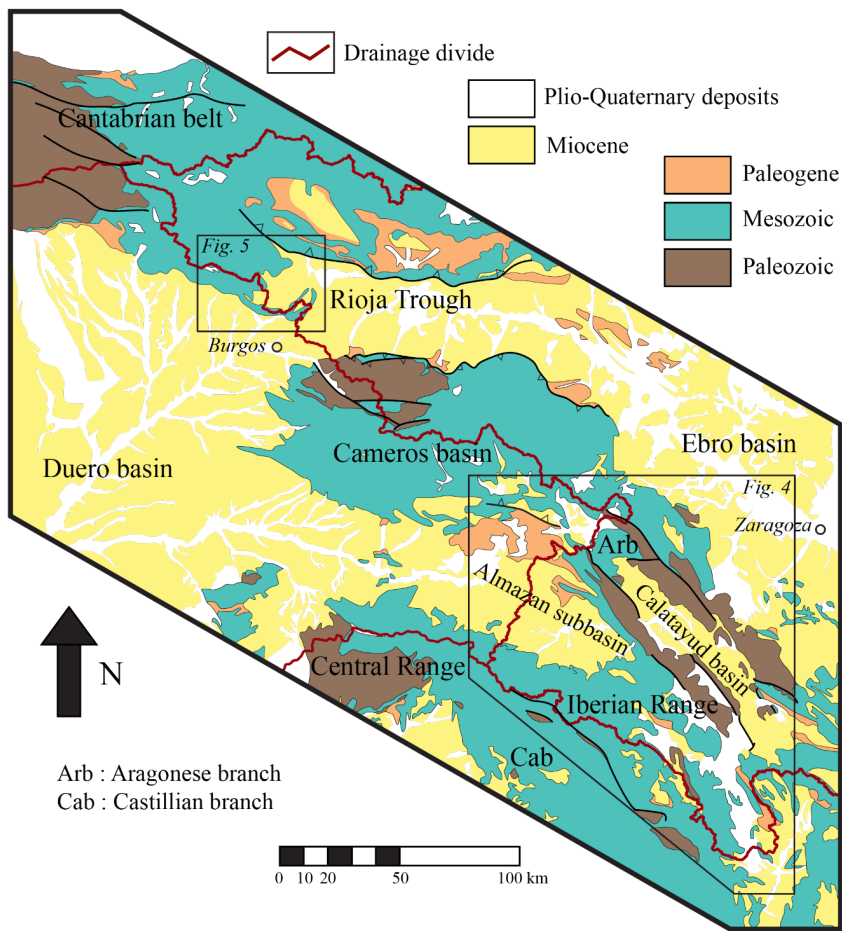 Drainage divide
Plio-Quaternary deposits
Miocene
Paleogene
Mesozoic
Paleozoic
Cantabrian belt
Fig. 5
Rioja Trough
Burgos
Duero basin
Cameros basin
Ebro basin
Fig. 4
Zaragoza
Arb
Almazan subbasin
Calatayud basin
Central Range
Iberian Range
Cab
N
Arb : Aragonese branch
Cab : Castillian branch
0 10 20 50 100 km